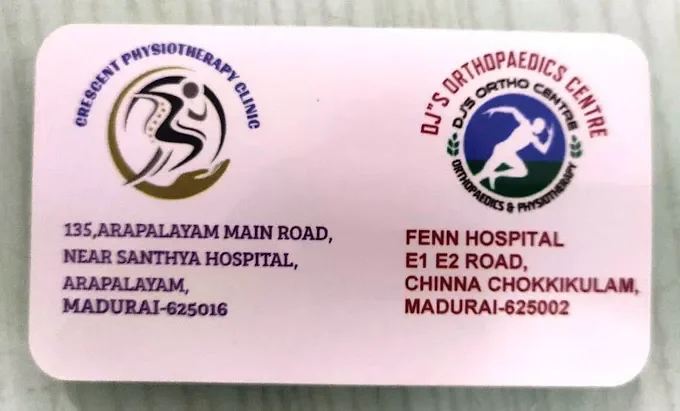 CRESCENT PHYSIOTHERAPY CLINIC
135,ARAPALAYAM MAIN ROAD,
NEAR SANTHYA HOSPITAL,
ARAPALAYAM,
MADURAI-625016
DJ"S ORTHOPAEDICS CENTRE
DJ'S ORTHO CENTRE
ORTHOPAEDICS & PHYSIOTHERAPY
FENN HOSPITAL
E1 E2 ROAD,
CHINNA CHOKKIKULAM,
MADURAI-625002